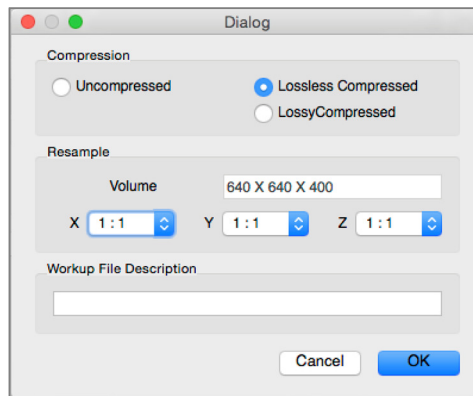 Dialog
Compression
Uncompressed
Lossless Compressed
LossyCompressed
Resample
Volume
640 X 640 X 400
X 1 : 1 Y 1 : 1 Z 1 : 1
Workup File Description
Cancel OK